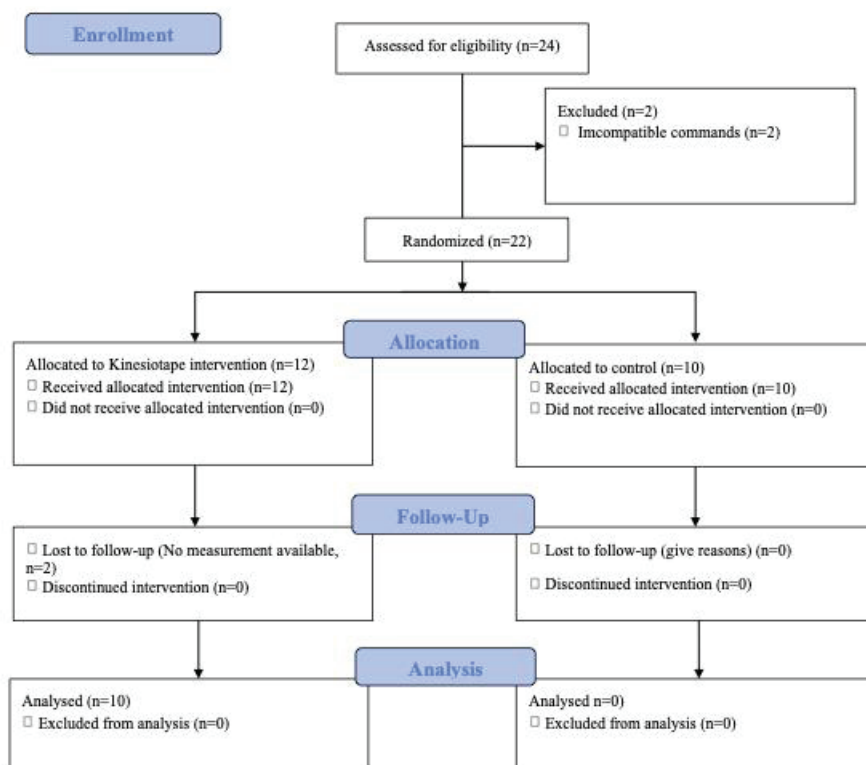 Enrollment
Assessed for eligibility (n=24)
Excluded (n=2)
Imcompatible commands (n=2)
Randomized (n=22)
Allocation
Allocated to Kinesiotape intervention (n=12)
Received allocated intervention (n=12)
Did not receive allocated intervention (n=0)
Allocated to control (n=10)
Received allocated intervention (n=10)
Did not receive allocated intervention (n=0)
Follow-Up
Lost to follow-up (No measurement available,
n=2)
Discontinued intervention (n=0)
Lost to follow-up (give reasons) (n=0)
Discontinued intervention (n=0)
Analysis
Analysed (n=10)
Excluded from analysis (n=0)
Analysed n=0)
Excluded from analysis (n=0)